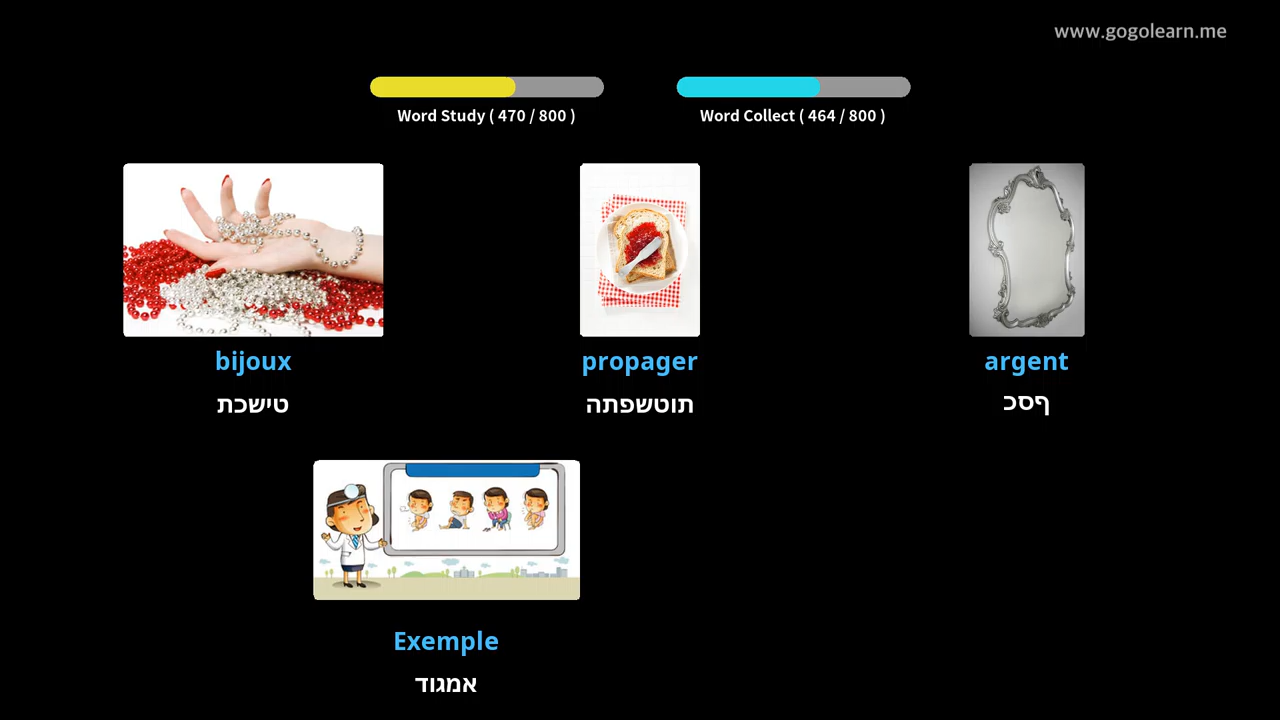 www.gogolearn.me
Word Study ( 470 / 800 )
Word Collect ( 464 / 800 )
bijoux
טישכת
propager
תוטשפתה
argent
ףסכ
Exemple
אמגוד